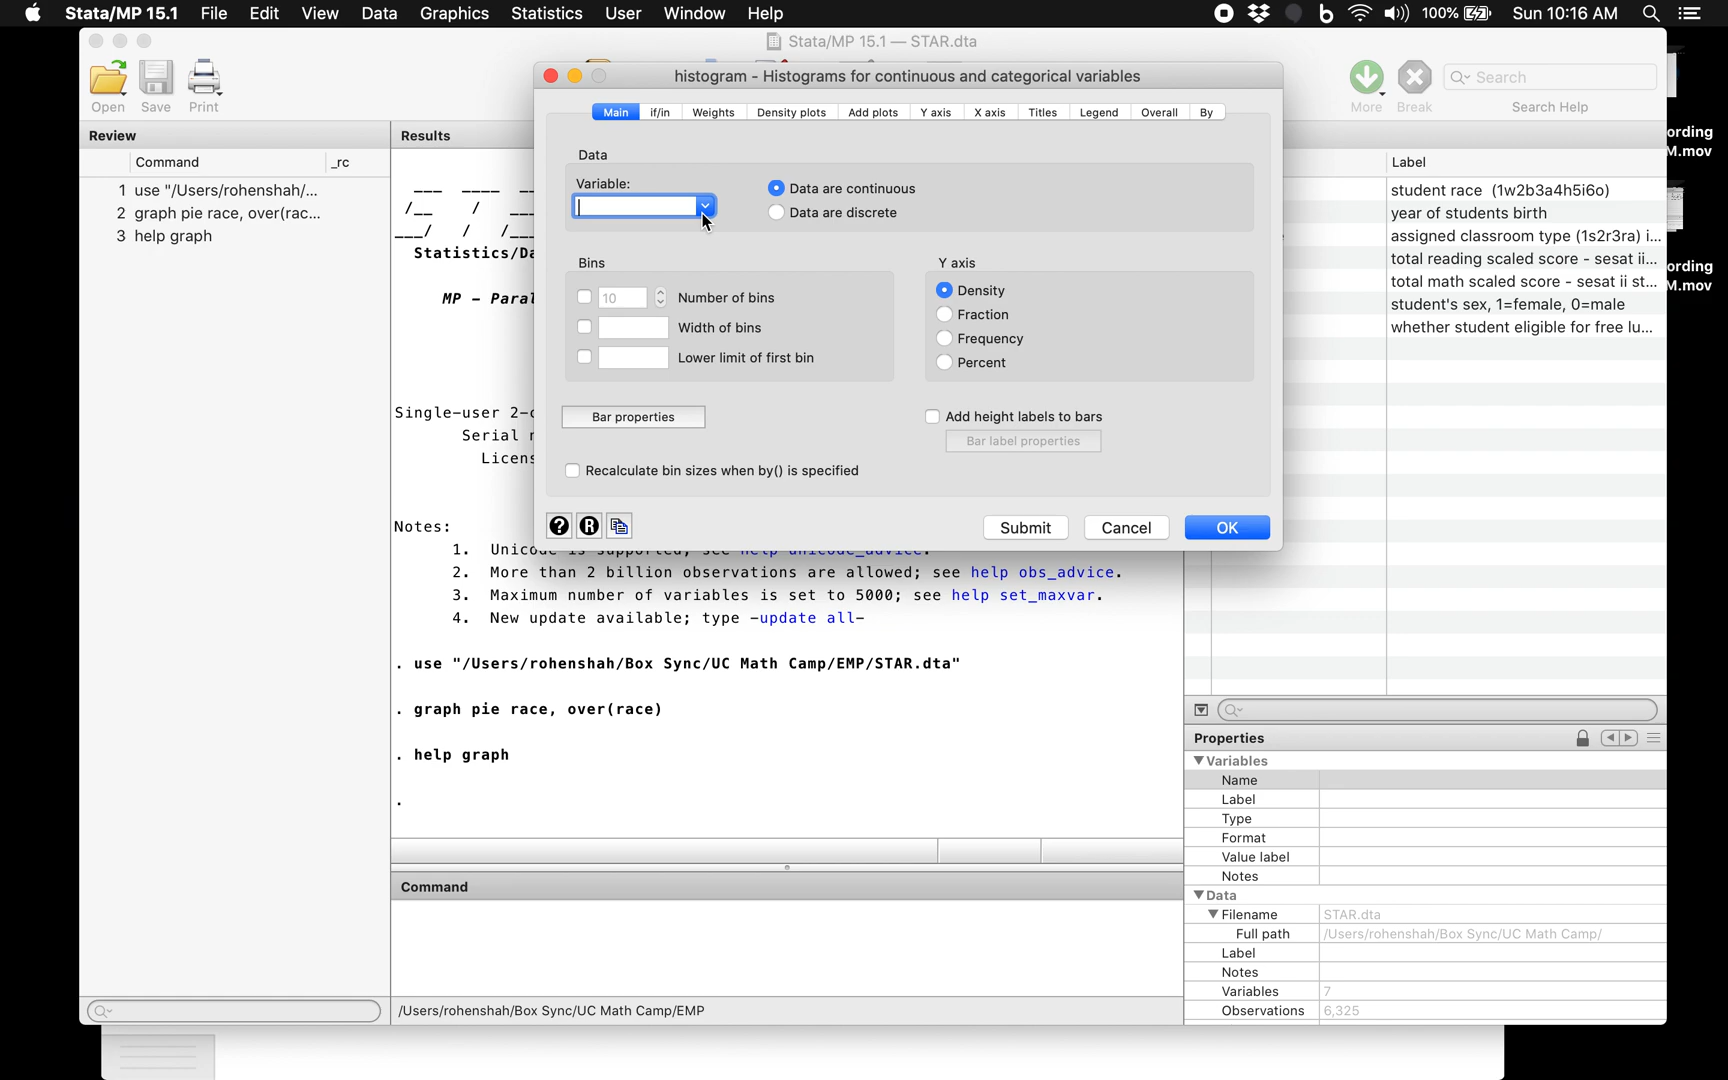 Stata/MP 15.1 File Edit View Data Graphics Statistics User Window Help 100% Sun 10:16 AM
Stata/MP 15.1 — STAR.dta
Open Save Print
More Break
Search
Search Help
histogram - Histograms for continuous and categorical variables
Main if/in Weights Density plots Add plots Y axis X axis Titles Legend Overall By
Data
Variable:
Data are continuous
Data are discrete
Bins
10 Number of bins
Width of bins
Lower limit of first bin
Y axis
Density
Fraction
Frequency
Percent
Bar properties
Add height labels to bars
Bar label properties
Recalculate bin sizes when by() is specified
? R
Submit Cancel OK
Review
Command _rc
1 use "/Users/rohenshah/...
2 graph pie race, over(rac...
3 help graph
Results
Statistics/Da
MP - Paral
Single-user 2-
Serial
Licens
Notes:
1. Unicode is supported; see help unicode_advice.
2. More than 2 billion observations are allowed; see help obs_advice.
3. Maximum number of variables is set to 5000; see help set_maxvar.
4. New update available; type -update all-
. use "/Users/rohenshah/Box Sync/UC Math Camp/EMP/STAR.dta"
. graph pie race, over(race)
. help graph
.
Command
/Users/rohenshah/Box Sync/UC Math Camp/EMP
Label
student race (1w2b3a4h5i6o)
year of students birth
assigned classroom type (1s2r3ra) i...
total reading scaled score - sesat ii...
total math scaled score - sesat ii st...
student's sex, 1=female, 0=male
whether student eligible for free lu...
Properties
Variables
Name
Label
Type
Format
Value label
Notes
Data
Filename STAR.dta
Full path /Users/rohenshah/Box Sync/UC Math Camp/
Label
Notes
Variables 7
Observations 6,325
ording
M.mov
ording
M.mov